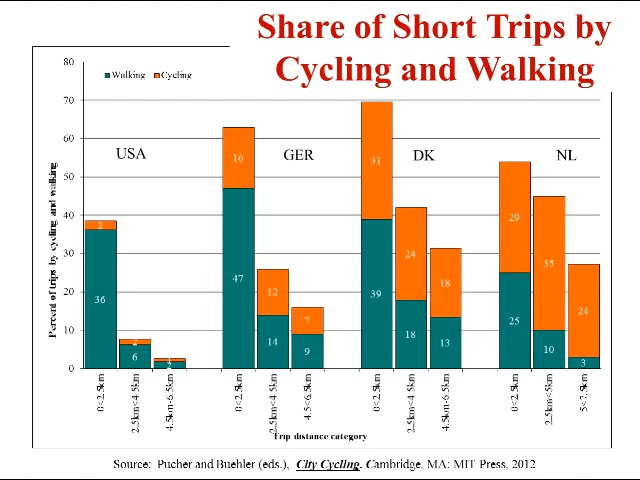 Share of Short Trips by
Cycling and Walking
Percent of trips by cycling and walking
80
70
60
50
40
30
20
10
0
Walking
Cycling
USA
GER
DK
NL
2
36
2
6
1
2
16
47
12
14
7
9
31
39
24
18
18
13
29
25
35
10
24
3
0<2.5km
2.5km<4.5km
4.5km-6.5km
0<2.5km
2.5km<4.5km
4.5<6.5km
0<2.5km
2.5km<4.5km
4.5km-6.5km
0<2.5km
2.5km<5km
5<7.5km
Trip distance category
Source: Pucher and Buehler (eds.), City Cycling. Cambridge, MA: MIT Press, 2012